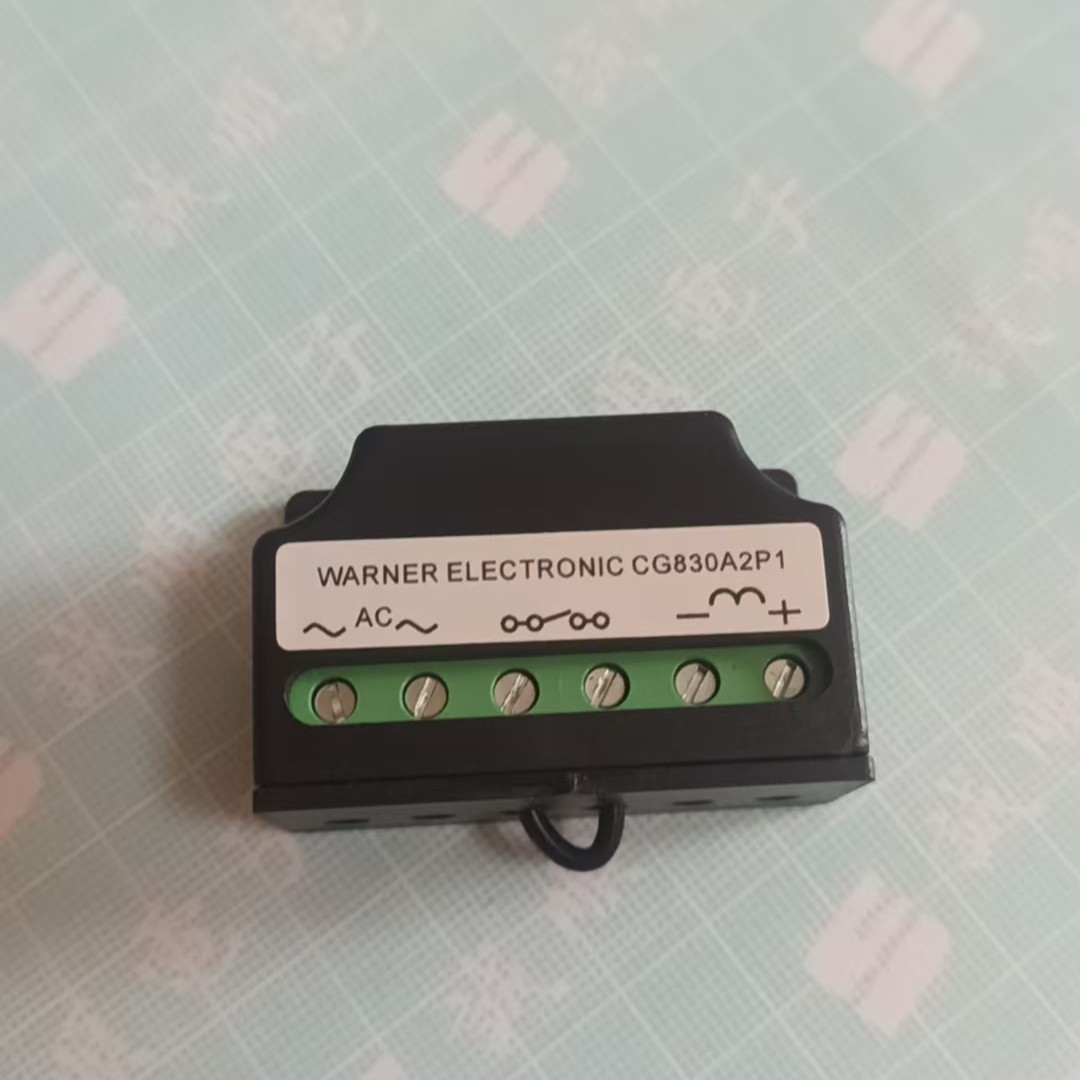 WARNER ELECTRONIC CG830A2P1
~ AC ~ − +